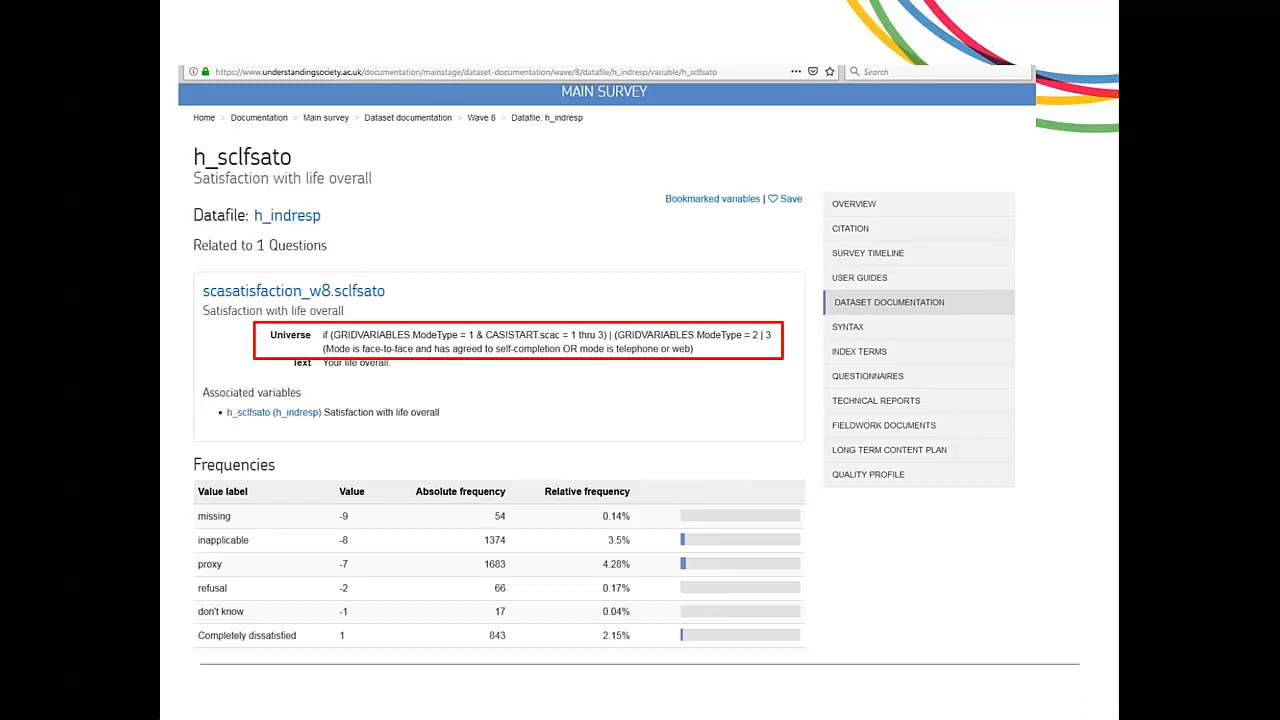 https://www.understandingsociety.ac.uk/documentation/mainstage/dataset-documentation/wave/8/datafile/h_indresp/variable/h_sclfsato
Search
MAIN SURVEY
Home > Documentation > Main survey > Dataset documentation > Wave 8 > Datafile: h_indresp
h_sclfsato
Satisfaction with life overall
Bookmarked variables | Save
Datafile: h_indresp
Related to 1 Questions
scasatisfaction_w8.sclfsato
Satisfaction with life overall
Universe if (GRIDVARIABLES.ModeType = 1 & CASISTART.scac = 1 thru 3) | (GRIDVARIABLES.ModeType = 2 | 3
(Mode is face-to-face and has agreed to self-completion OR mode is telephone or web)
Text Your life overall.
Associated variables
• h_sclfsato (h_indresp) Satisfaction with life overall
Frequencies
Value label Value Absolute frequency Relative frequency
missing -9 54 0.14%
inapplicable -8 1374 3.5%
proxy -7 1683 4.28%
refusal -2 66 0.17%
don't know -1 17 0.04%
Completely dissatisfied 1 843 2.15%
OVERVIEW
CITATION
SURVEY TIMELINE
USER GUIDES
DATASET DOCUMENTATION
SYNTAX
INDEX TERMS
QUESTIONNAIRES
TECHNICAL REPORTS
FIELDWORK DOCUMENTS
LONG TERM CONTENT PLAN
QUALITY PROFILE